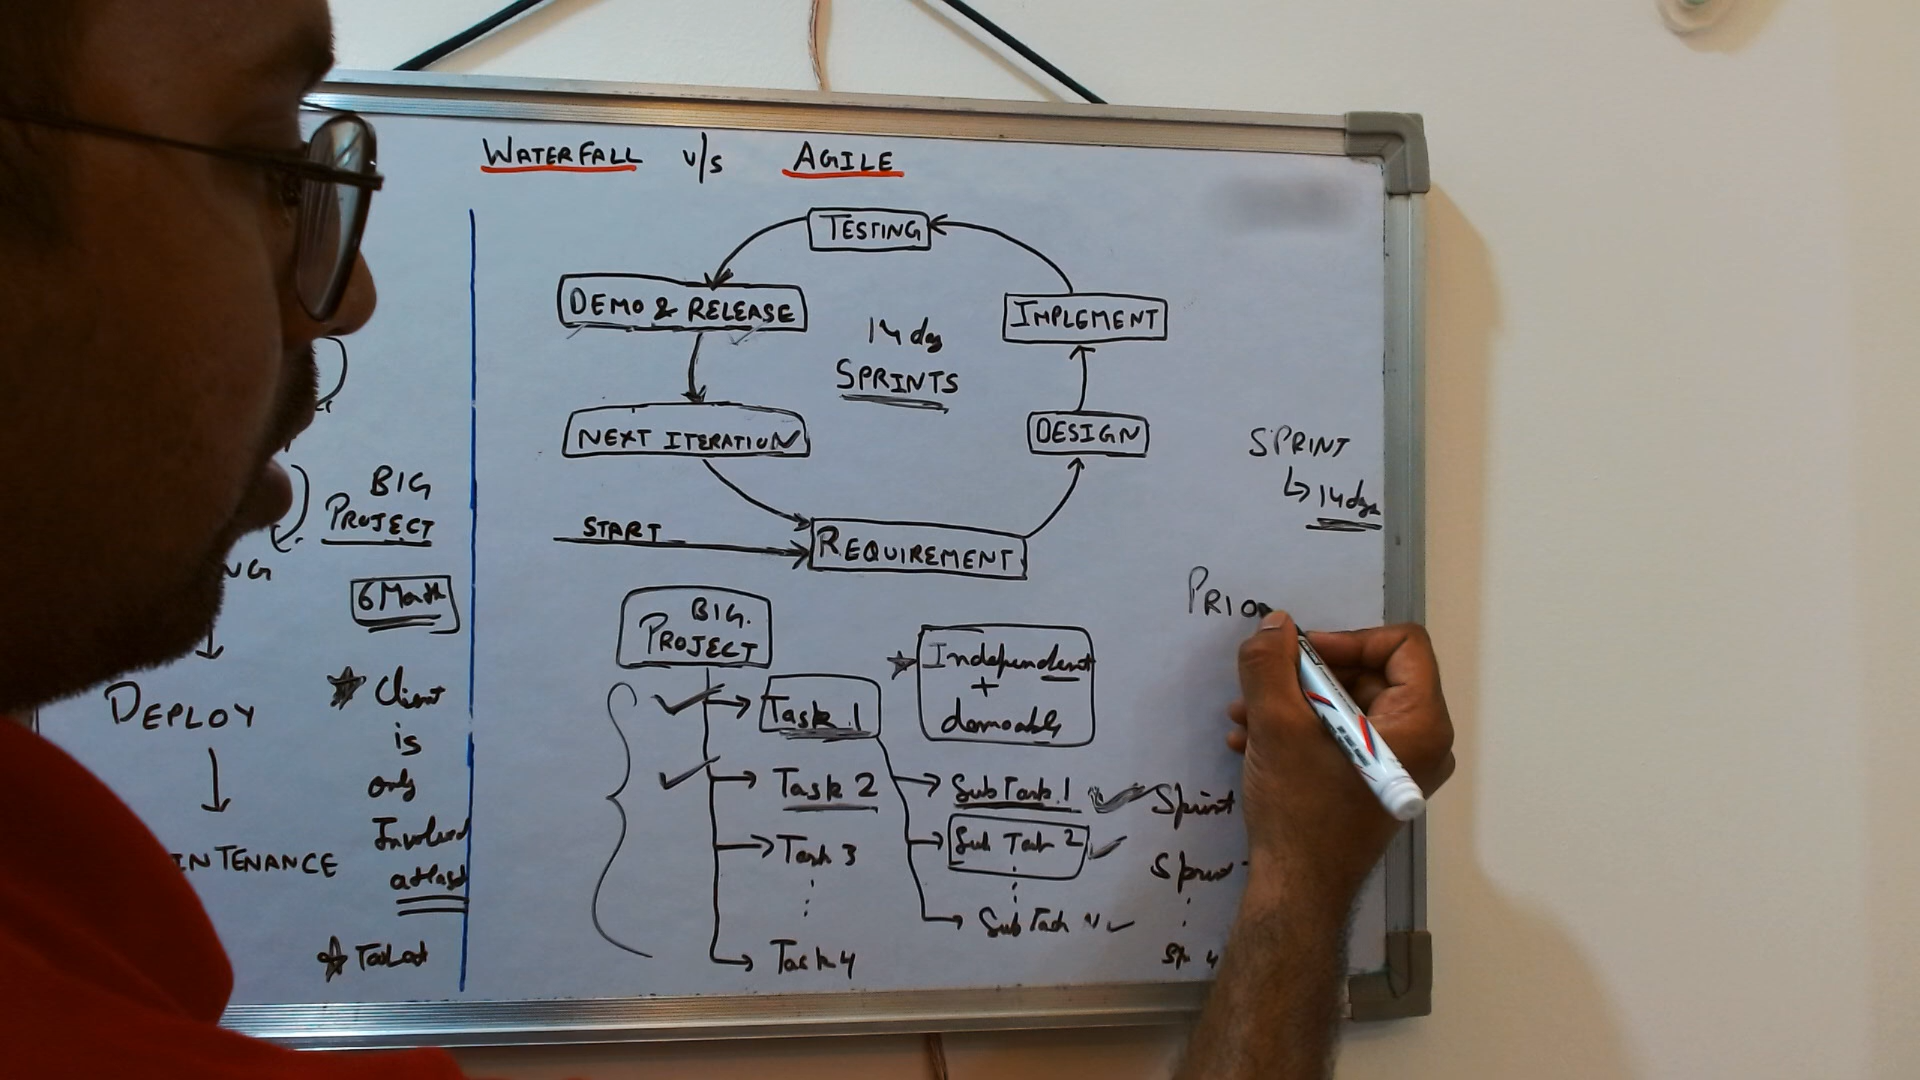 WATERFALL v/s AGILE
BIG
PROJECT
6 Month
DEPLOY
INTENANCE
Client
is
only
Involved
atlast
TESTING
DEMO & RELEASE
IMPLEMENT
14 day
SPRINTS
NEXT ITERATION
DESIGN
START
REQUIREMENT
BIG.
PROJECT
Independent
+
demoable
Task 1
Task 2
Task 3
Task 4
SubTask 1
Sub Task 2
Sub Task N
Sprint
SPRINT
14 days
PRIO